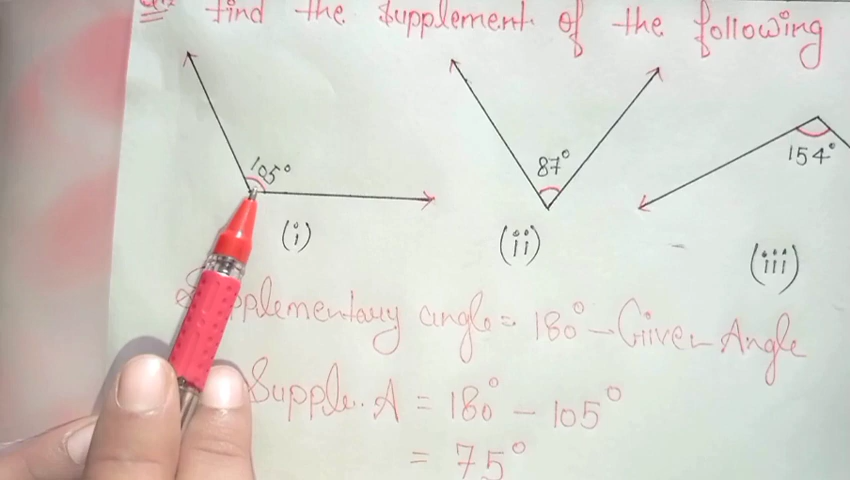 find the supplement of the following
105°
87°
154°
(i)
(ii)
(iii)
Supplementary angle = 180° - Given Angle
Supple. A = 180° - 105°
= 75°